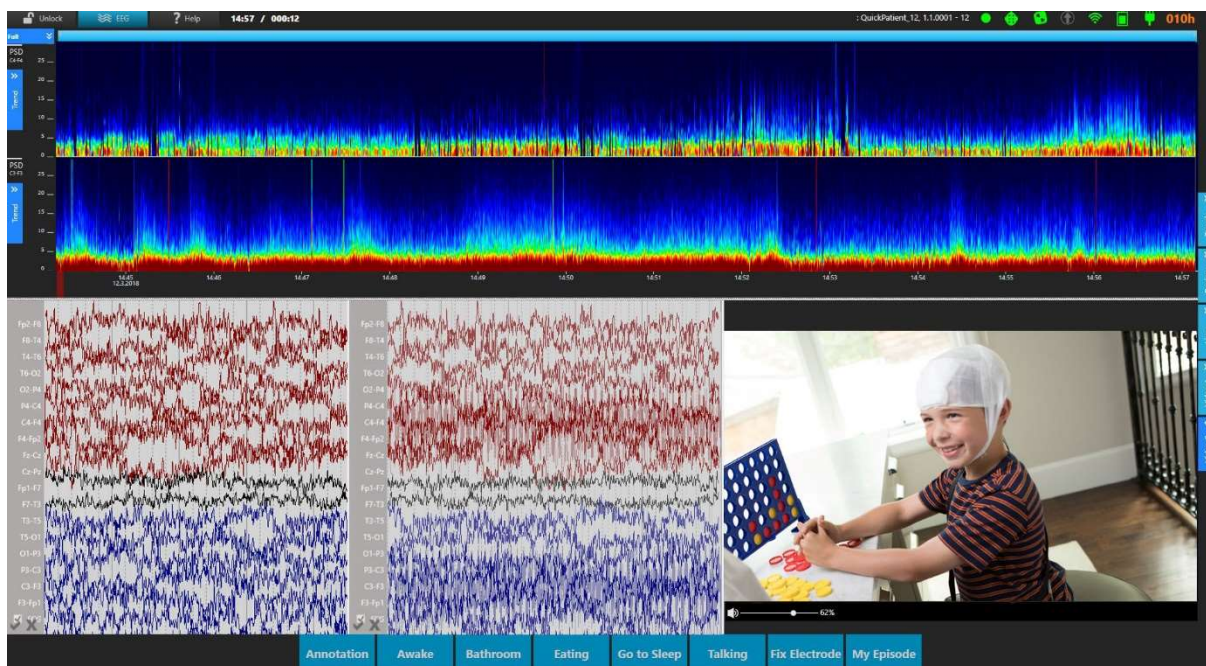 Unlock EEG ? Help 14:57 / 000:12 : QuickPatient_12, 1.1.0001 - 12 010h
Full
PSD
C4-F4
Trend
25
20
15
10
5
0
PSD
C3-F3
Trend
25
20
15
10
5
0
14:45 14:46 14:47 14:48 14:49 14:50 14:51 14:52 14:53 14:54 14:55 14:56 14:57
12.3.2018
Fp2-F8
F8-T4
T4-T6
T6-O2
O2-P4
P4-C4
C4-F4
F4-Fp2
Fz-Cz
Cz-Pz
Fp1-F7
F7-T3
T3-T5
T5-O1
O1-P3
P3-C3
C3-F3
F3-Fp1
Fp2-F8
F8-T4
T4-T6
T6-O2
O2-P4
P4-C4
C4-F4
F4-Fp2
Fz-Cz
Cz-Pz
Fp1-F7
F7-T3
T3-T5
T5-O1
O1-P3
P3-C3
C3-F3
F3-Fp1
62%
Annotation Awake Bathroom Eating Go to Sleep Talking Fix Electrode My Episode